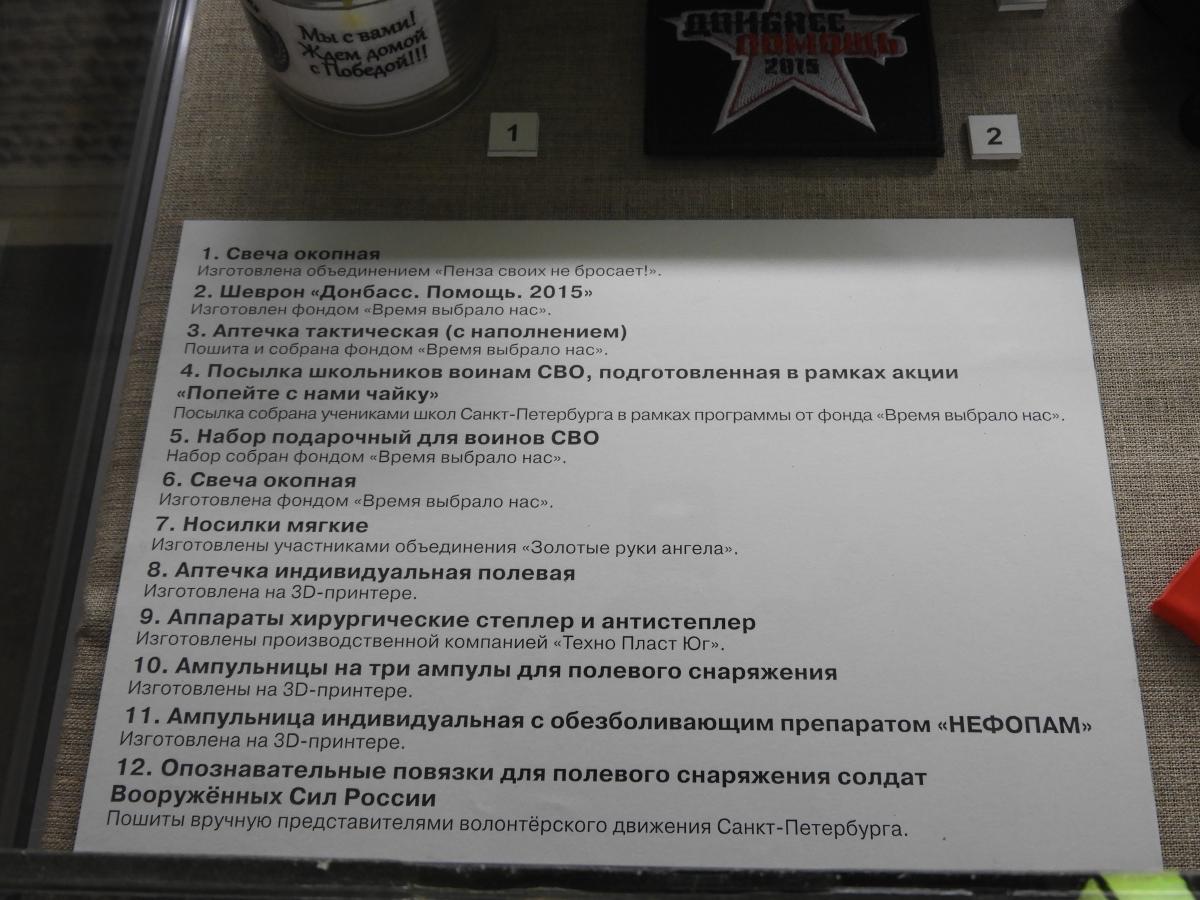 Мы с вами!
Ждем домой
с Победой!!!
ДОНБАСС
ПОМОЩЬ
2015
1
2
1. Свеча окопная
Изготовлена объединением «Пенза своих не бросает!».
2. Шеврон «Донбасс. Помощь. 2015»
Изготовлен фондом «Время выбрало нас».
3. Аптечка тактическая (с наполнением)
Пошита и собрана фондом «Время выбрало нас».
4. Посылка школьников воинам СВО, подготовленная в рамках акции
«Попейте с нами чайку»
Посылка собрана учениками школ Санкт-Петербурга в рамках программы от фонда «Время выбрало нас».
5. Набор подарочный для воинов СВО
Набор собран фондом «Время выбрало нас».
6. Свеча окопная
Изготовлена фондом «Время выбрало нас».
7. Носилки мягкие
Изготовлены участниками объединения «Золотые руки ангела».
8. Аптечка индивидуальная полевая
Изготовлена на 3D-принтере.
9. Аппараты хирургические степлер и антистеплер
Изготовлены производственной компанией «Техно Пласт Юг».
10. Ампульницы на три ампулы для полевого снаряжения
Изготовлены на 3D-принтере.
11. Ампульница индивидуальная с обезболивающим препаратом «НЕФОПАМ»
Изготовлена на 3D-принтере.
12. Опознавательные повязки для полевого снаряжения солдат
Вооружённых Сил России
Пошиты вручную представителями волонтёрского движения Санкт-Петербурга.